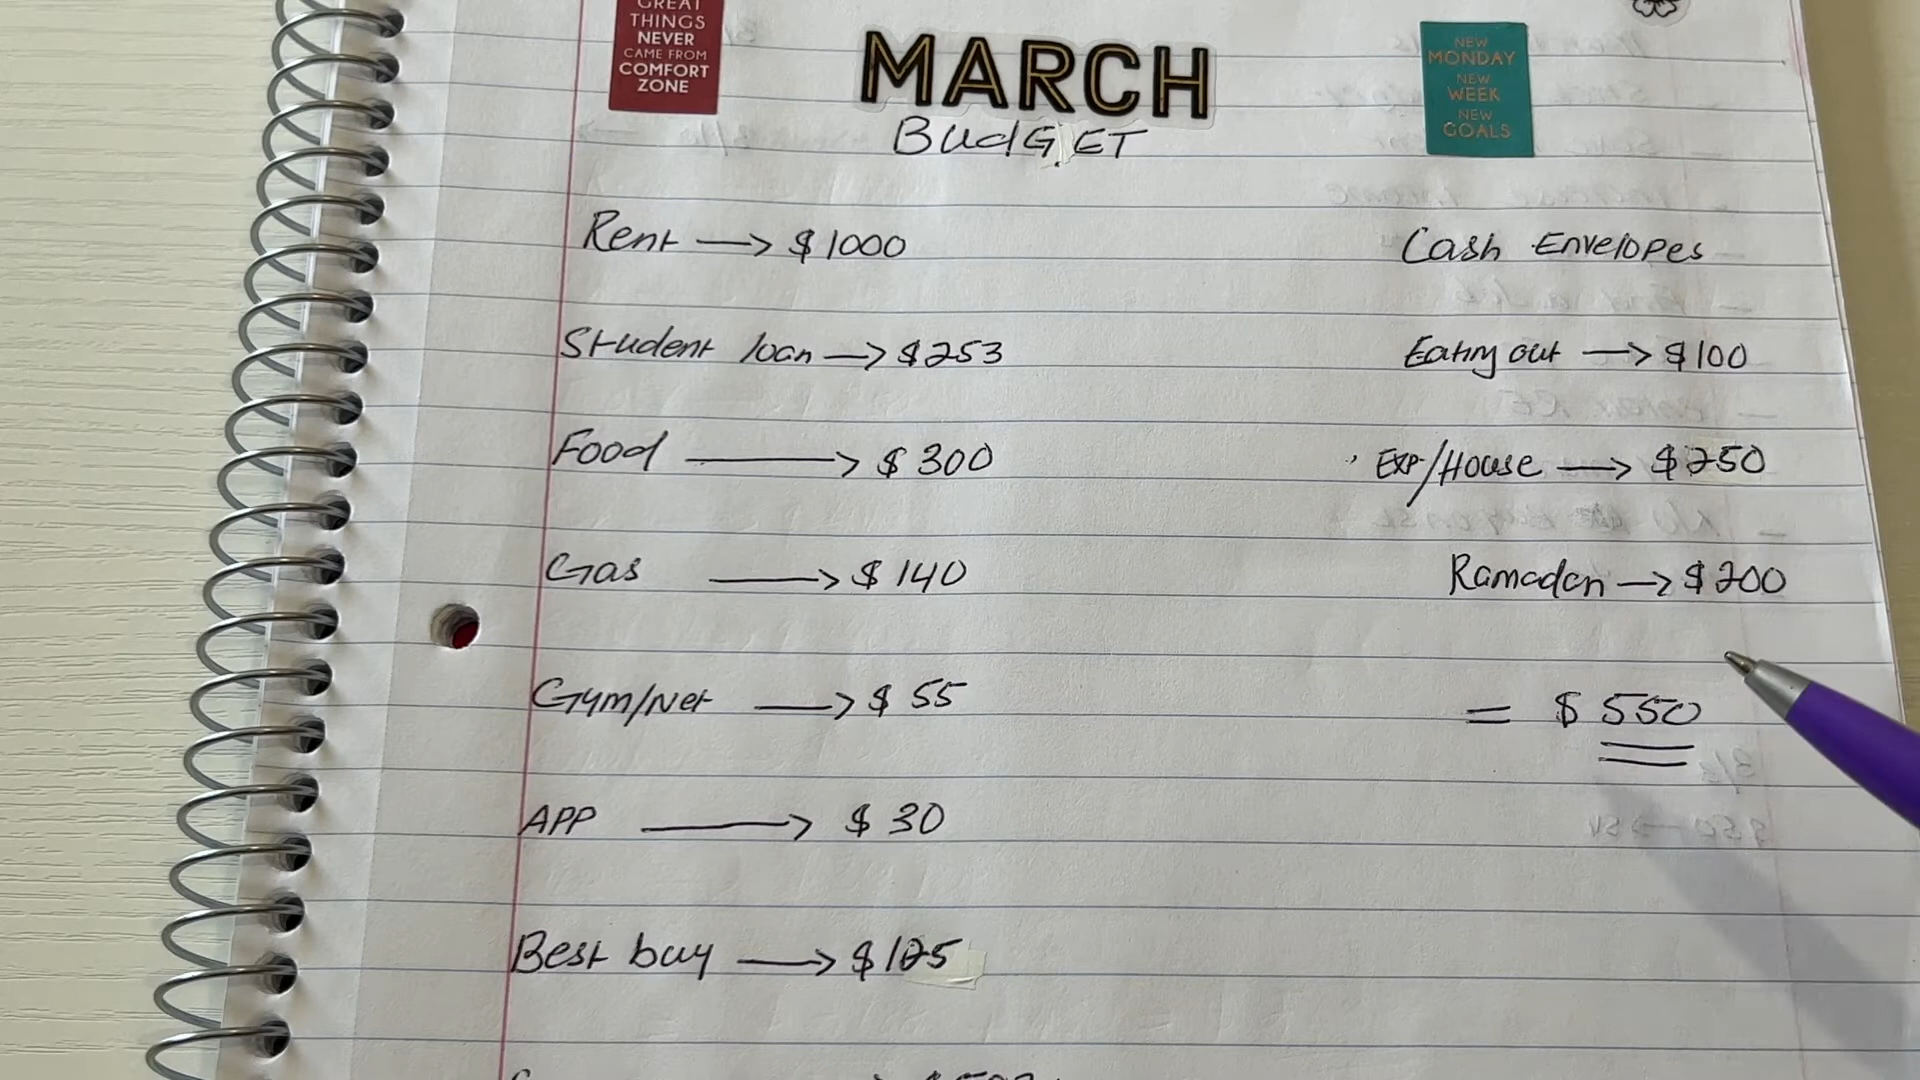 GREAT
THINGS
NEVER
CAME FROM
COMFORT
ZONE
MARCH
BudGET
NEW
MONDAY
NEW
WEEK
NEW
GOALS
Rent → $1000
Student loan → $253
Food → $300
Gas → $140
Gym/Net → $55
APP → $30
Best buy → $125
Cash Envelopes
Eating out → $100
Exp/House → $250
Ramadan → $200
= $550